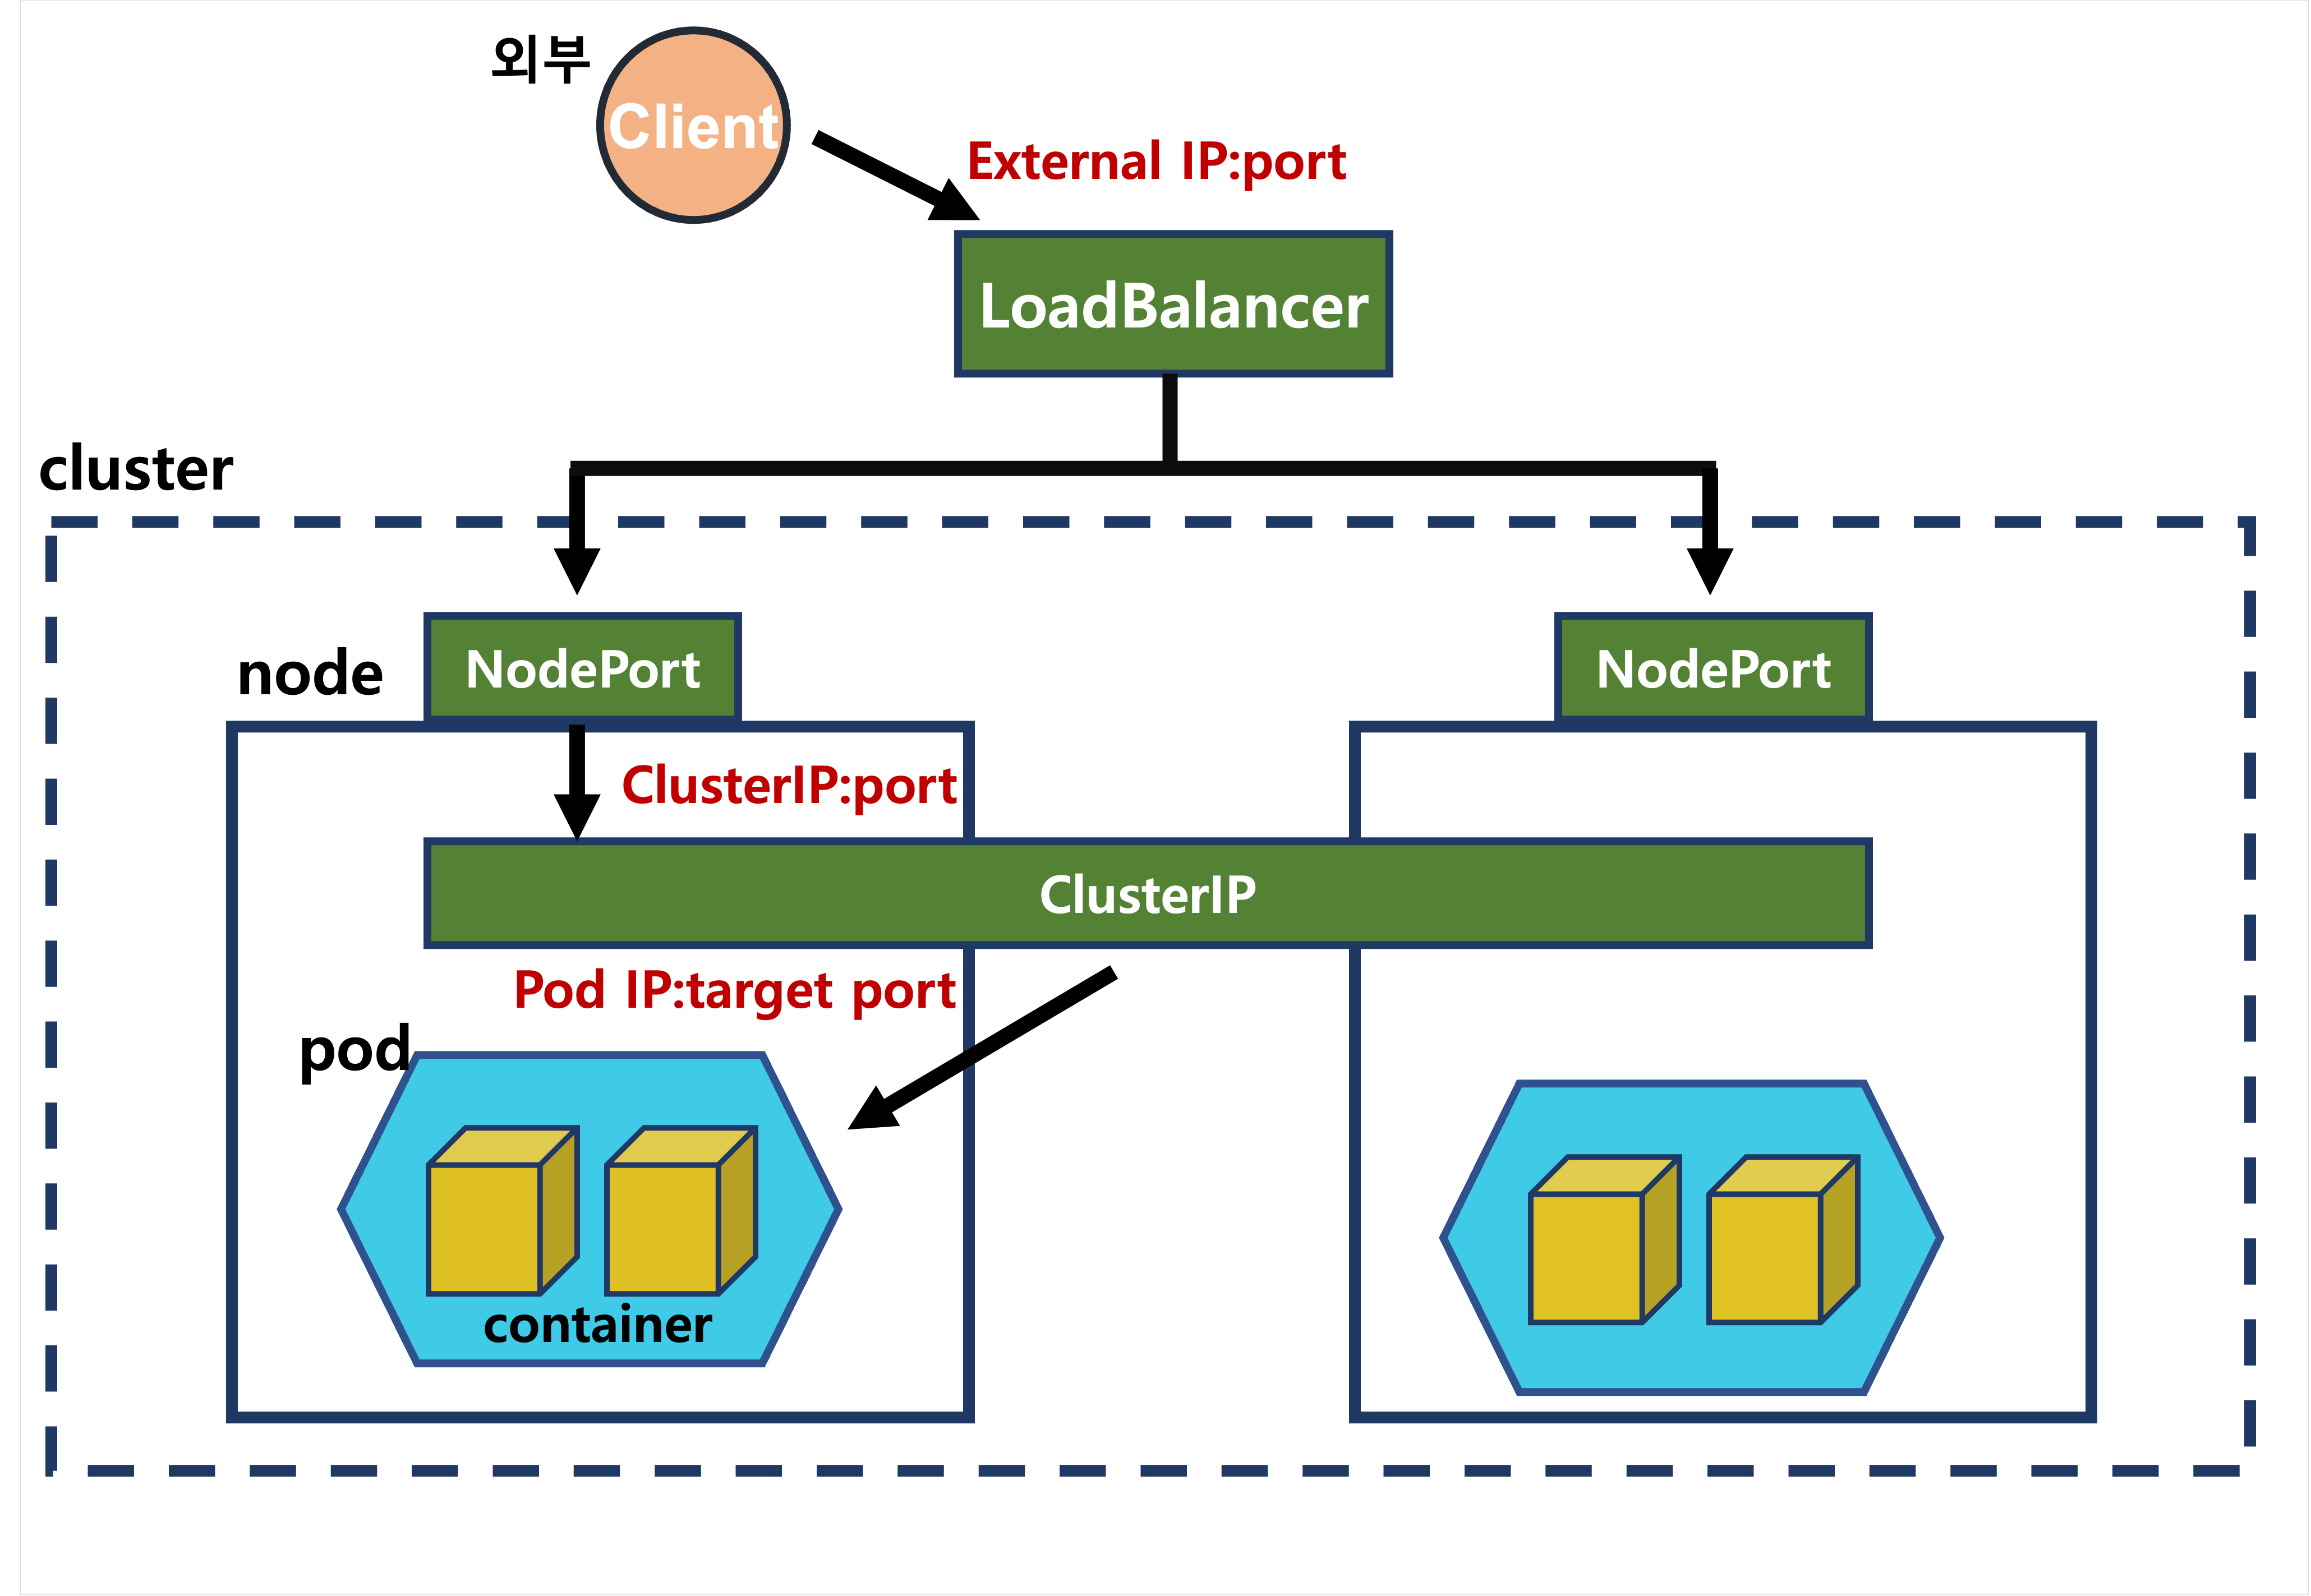 외부
Client
External IP:port
LoadBalancer
cluster
node
NodePort
NodePort
ClusterIP:port
ClusterIP
Pod IP:target port
pod
container